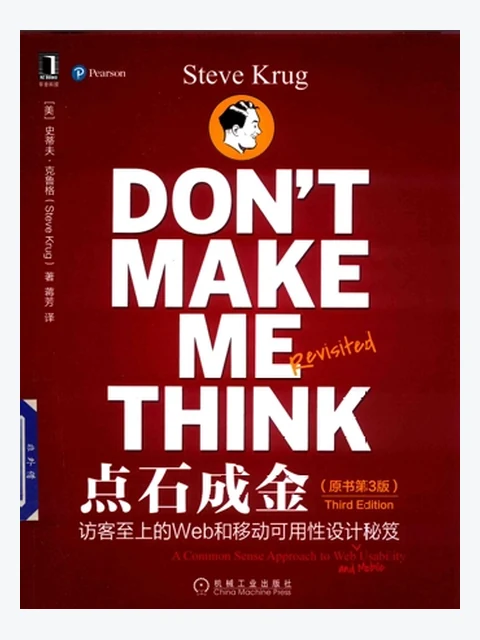 Pearson
Steve Krug
[美] 史蒂夫·克鲁格(Steve Krug) 著 蒋芳 译
DON'T
MAKE
ME
Revisited
THINK
点石成金
(原书第3版)
Third Edition
访客至上的Web和移动可用性设计秘笈
A Common Sense Approach to Web Usability
and Mobile
机械工业出版社
China Machine Press